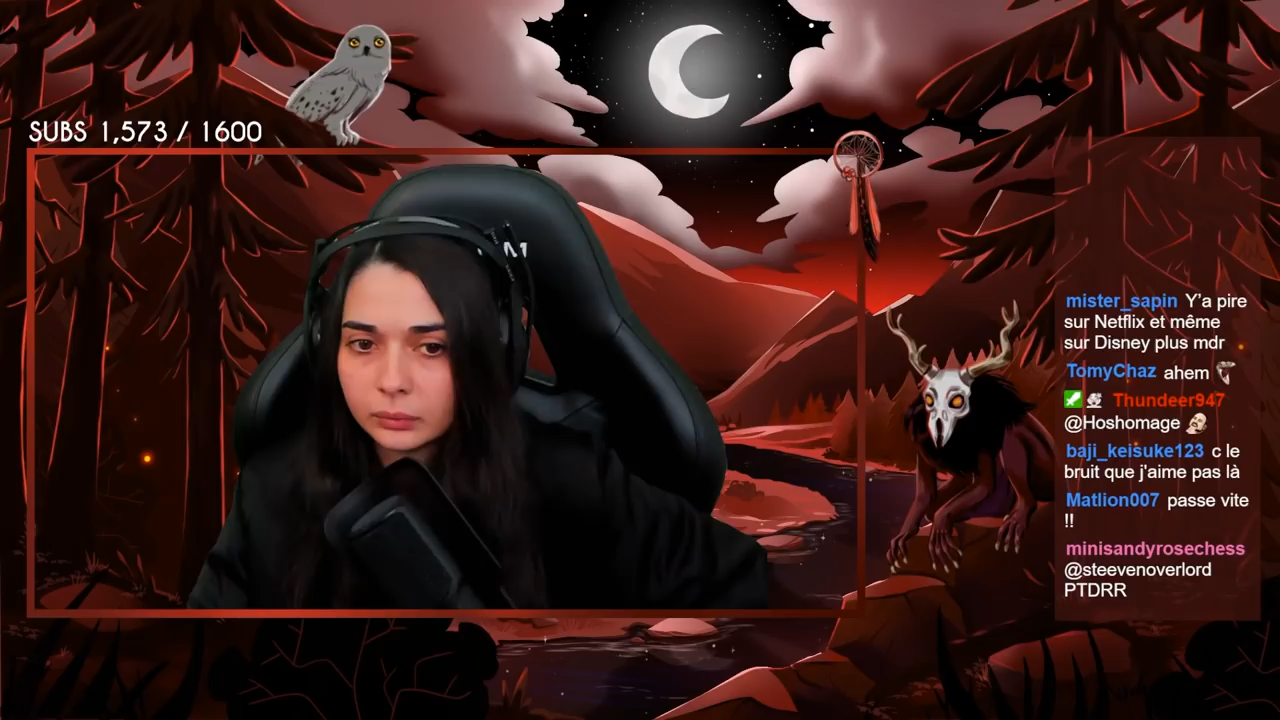 SUBS 1,573 / 1600
mister_sapin Y'a pire
sur Netflix et même
sur Disney plus mdr
TomyChaz ahem
Thundeer947
@Hoshomage
baji_keisuke123 c le
bruit que j'aime pas là
Matlion007 passe vite
!!
minisandyrosechess
@steevenoverlord
PTDRR